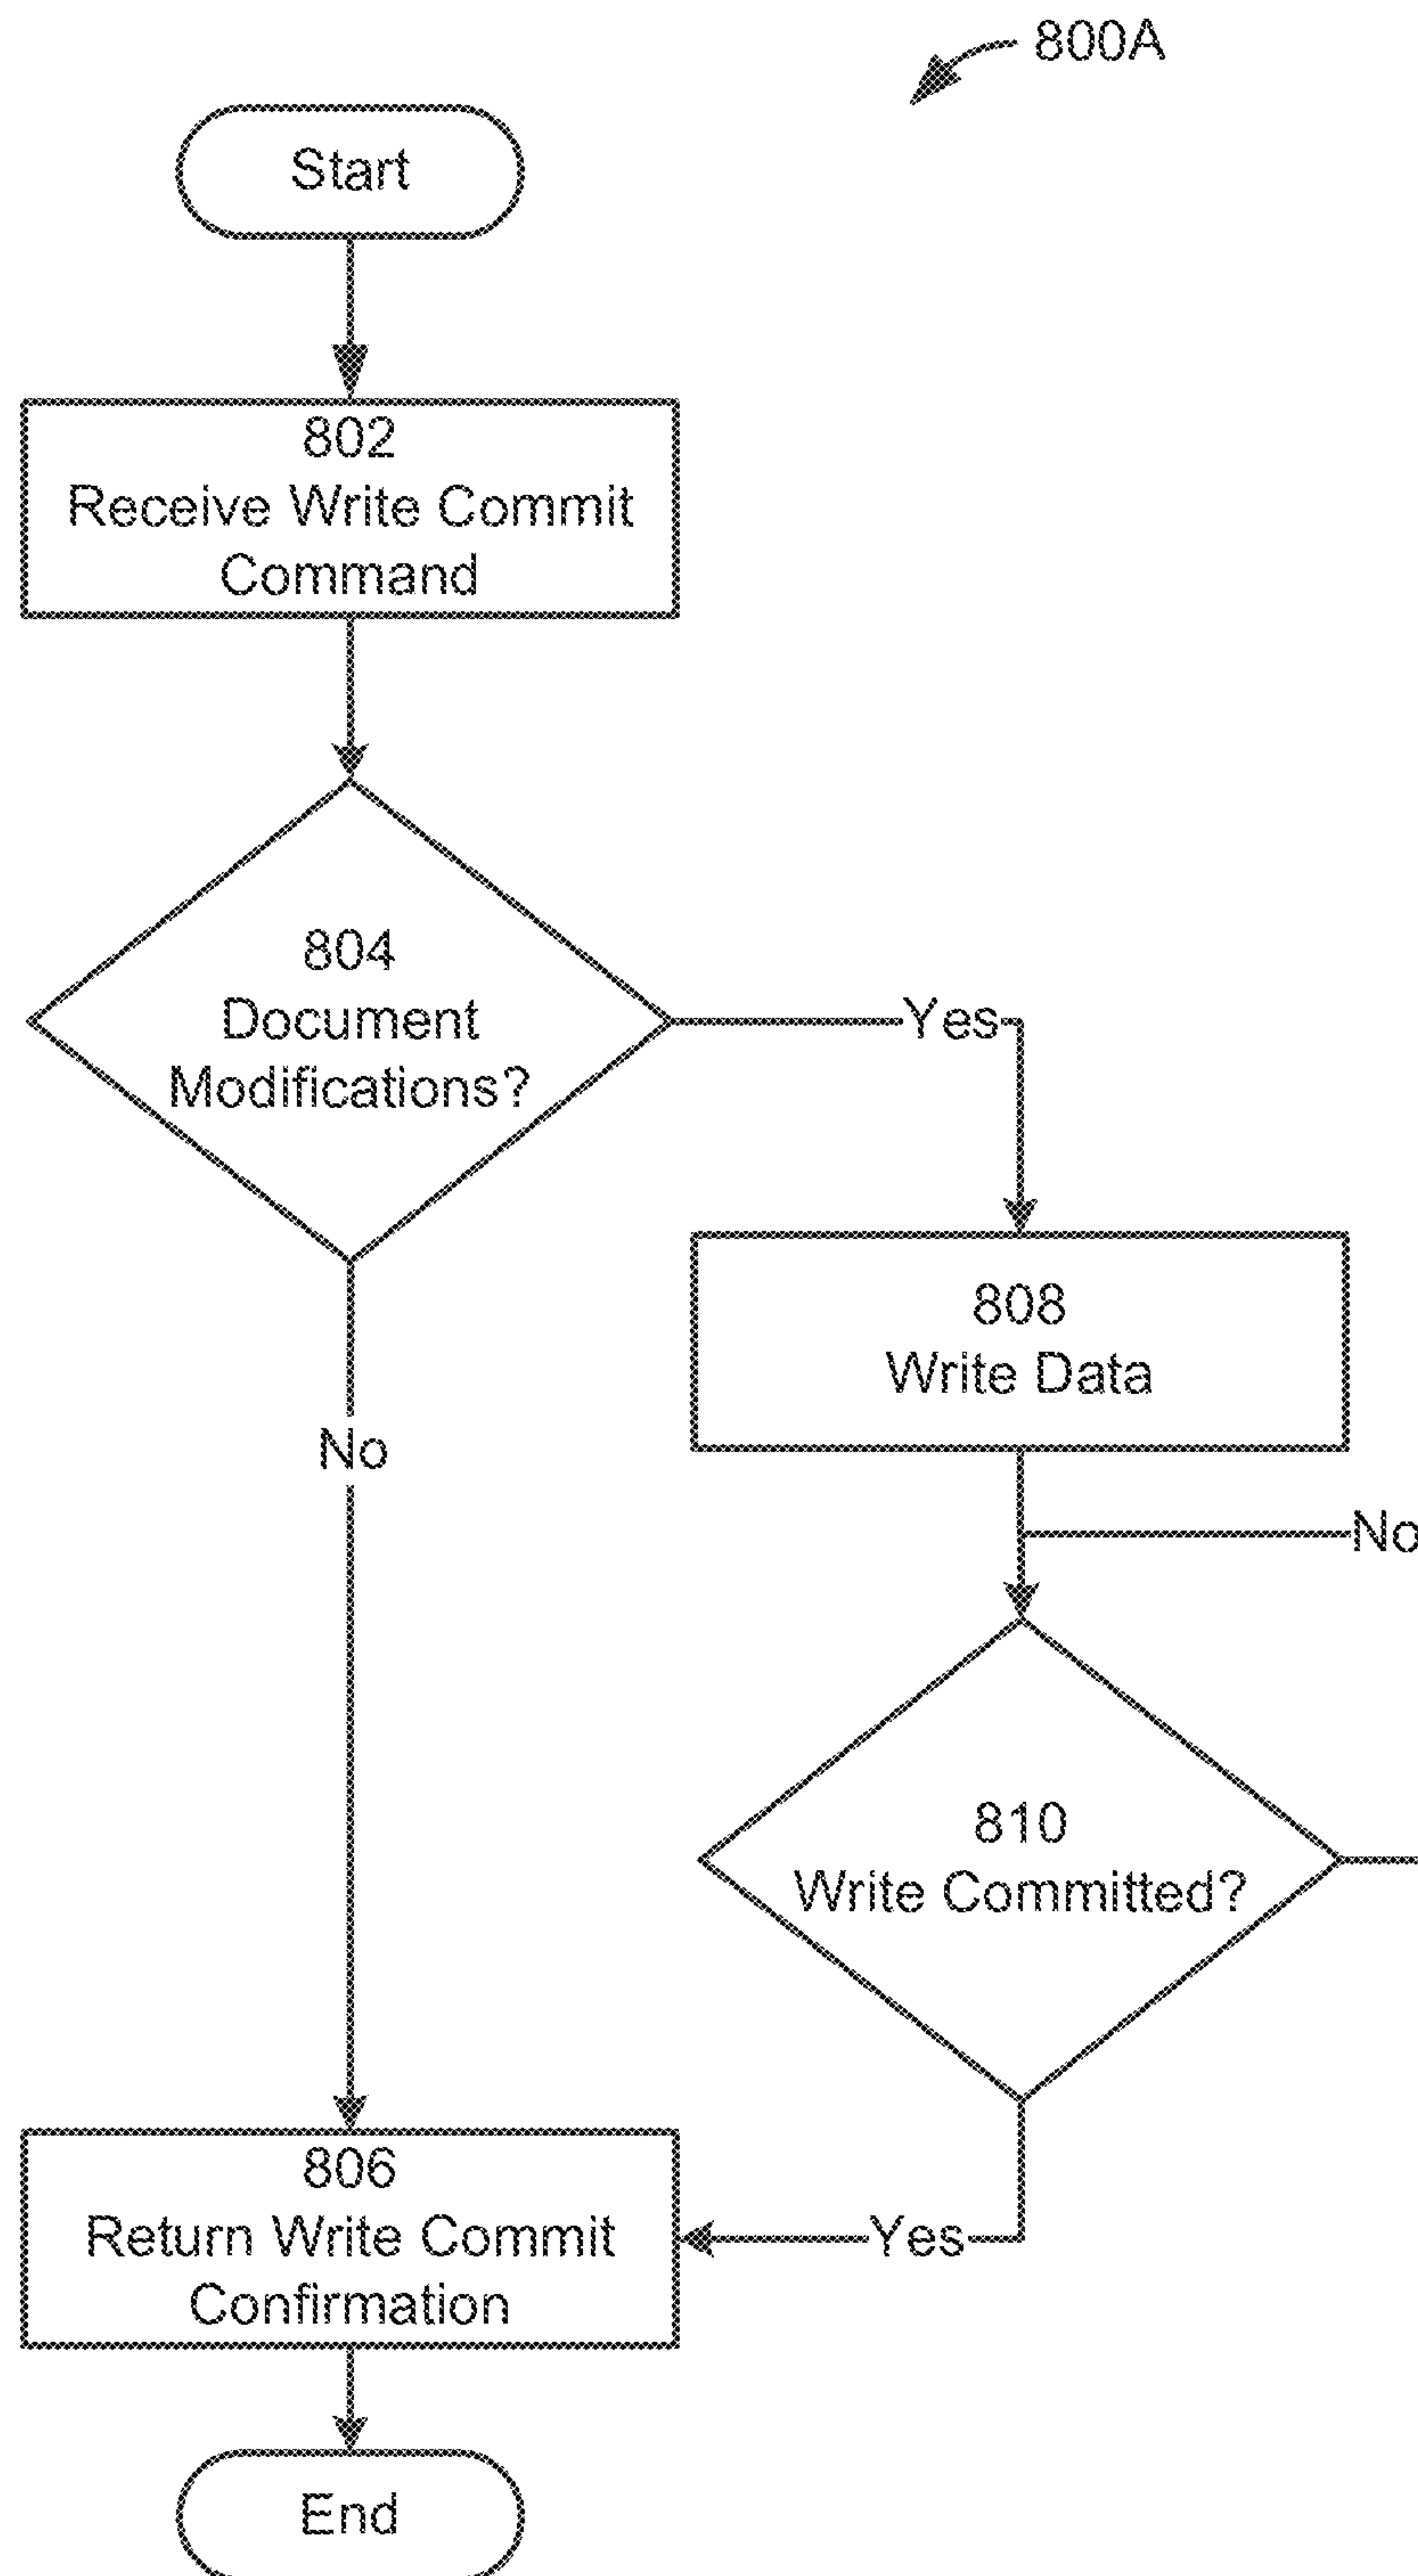 800A
Start
802
Receive Write Commit
Command
804
Document
Modifications?
Yes
808
Write Data
No
No
810
Write Committed?
806
Return Write Commit
Confirmation
Yes
End